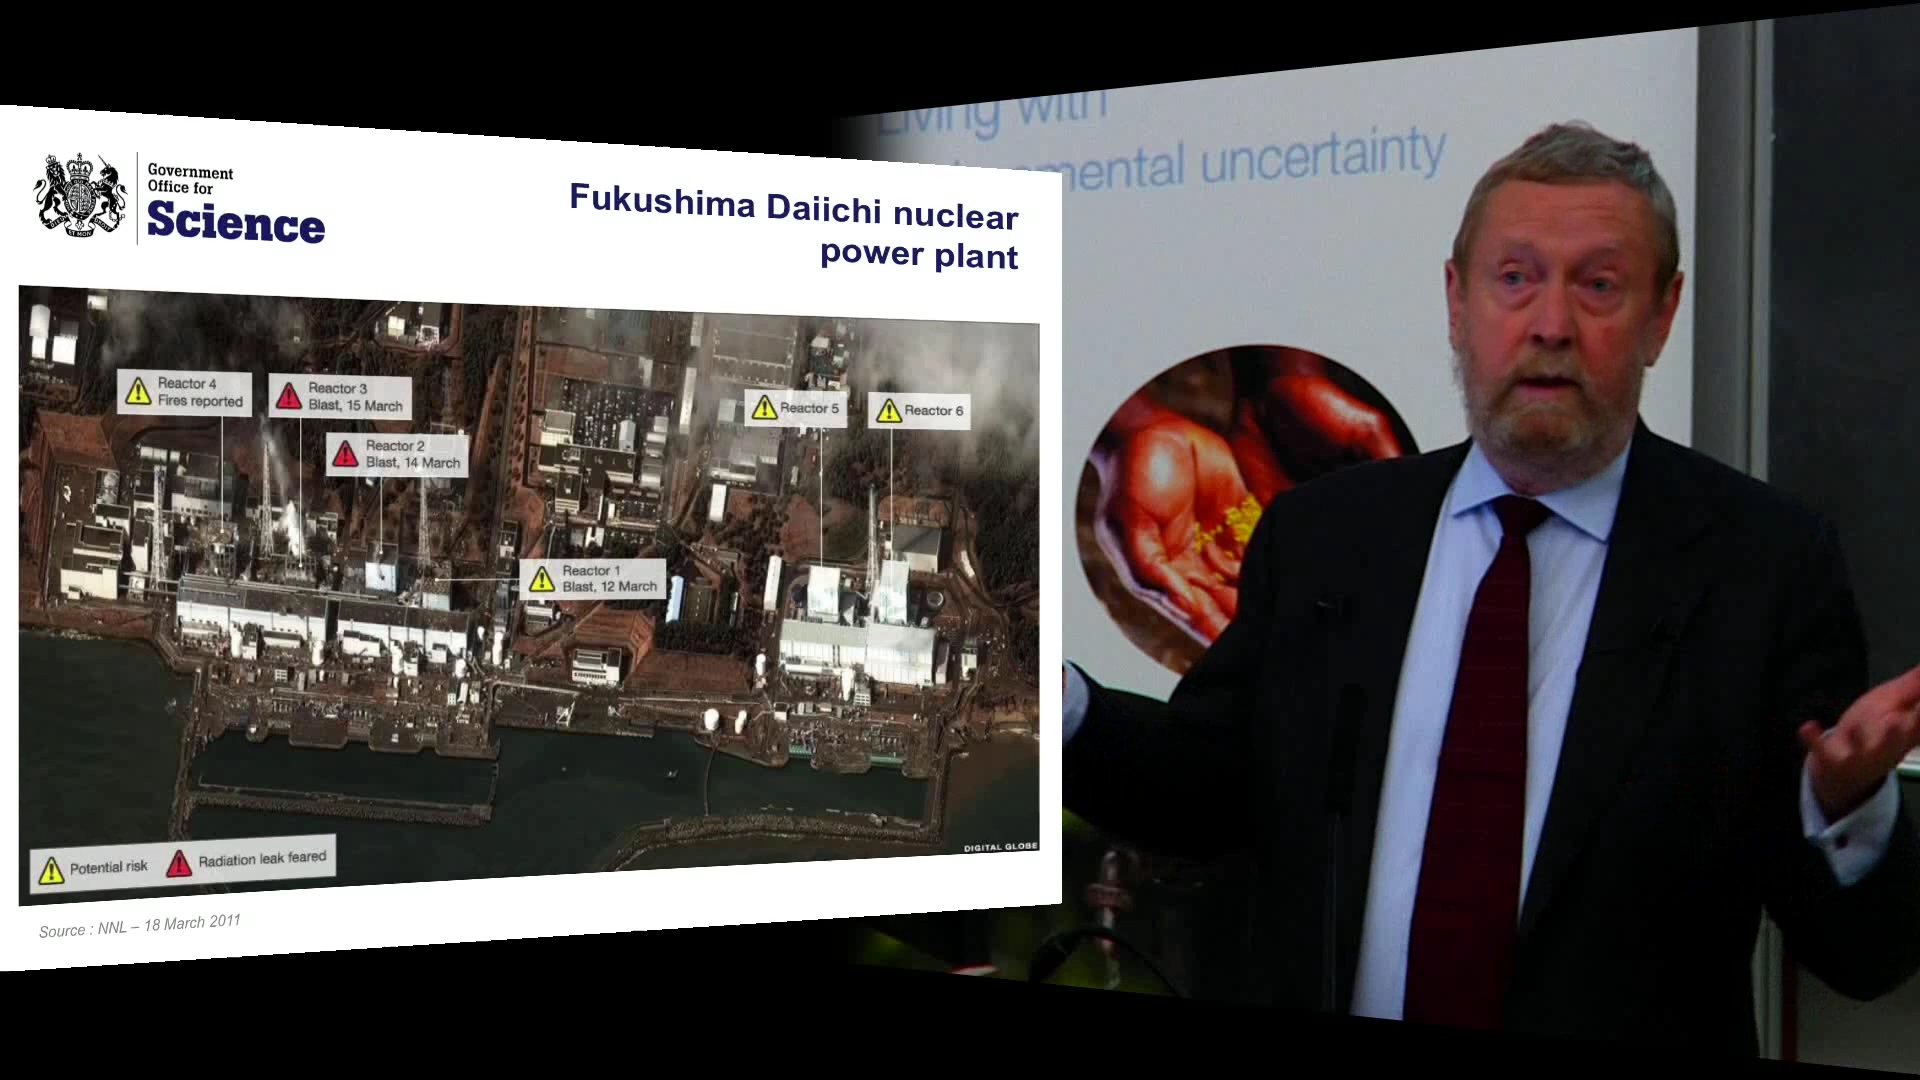 Living with
mental uncertainty
Government
Office for
Science
Fukushima Daiichi nuclear
power plant
Reactor 4
Fires reported
Reactor 3
Blast, 15 March
Reactor 2
Blast, 14 March
Reactor 5
Reactor 6
Reactor 1
Blast, 12 March
DIGITAL GLOBE
Potential risk
Radiation leak feared
Source : NNL – 18 March 2011